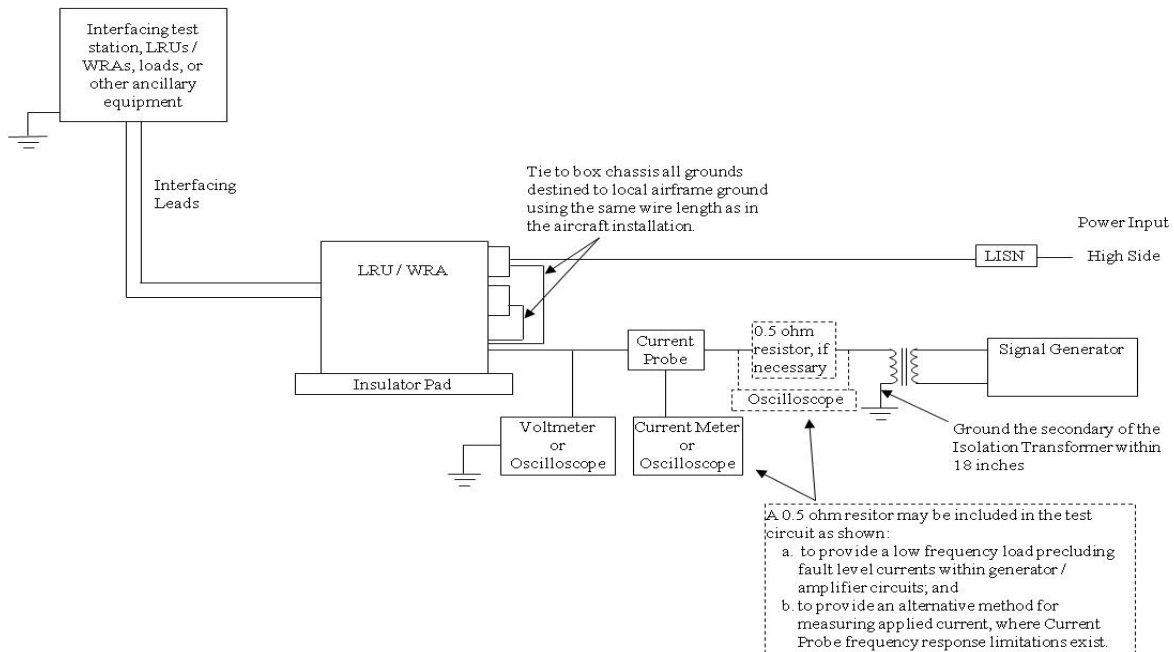 Interfacing test
station, LRUs /
WRAs, loads, or
other ancillary
equipment
Interfacing
Leads
Tie to box chassis all grounds
destined to local airframe ground
using the same wire length as in
the aircraft installation.
Power Input
LISN
High Side
LRU / WRA
Insulator Pad
Current
Probe
0.5 ohm
resistor, if
necessary
Oscilloscope
Signal Generator
Voltmeter
or
Oscilloscope
Current Meter
or
Oscilloscope
Ground the secondary of the
Isolation Transformer within
18 inches
A 0.5 ohm resitor may be included in the test
circuit as shown:
a. to provide a low frequency load precluding
fault level currents within generator /
amplifier circuits; and
b. to provide an alternative method for
measuring applied current, where Current
Probe frequency response limitations exist.